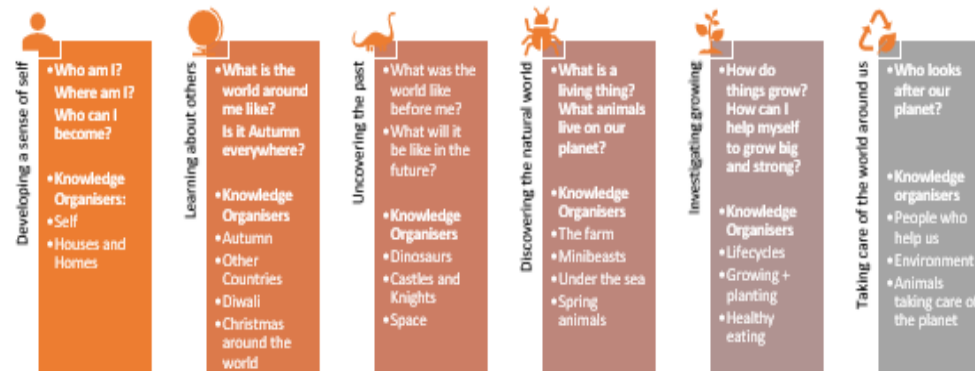 Developing a sense of self
•Who am I?
Where am I?
Who can I
become?
•Knowledge
Organisers:
•Self
•Houses and
Homes
Learning about others
•What is the
world around
me like?
Is it Autumn
everywhere?
•Knowledge
Organisers
•Autumn
•Other
Countries
•Diwali
•Christmas
around the
world
Uncovering the past
•What was the
world like
before me?
•What will it
be like in the
future?
•Knowledge
Organisers
•Dinosaurs
•Castles and
Knights
•Space
Discovering the natural world
•What is a
living thing?
What animals
live on our
planet?
•Knowledge
Organisers
•The farm
•Minibeasts
•Under the sea
•Spring
animals
Investigating growing
•How do
things grow?
How can I
help myself
to grow big
and strong?
•Knowledge
Organisers
•Lifecycles
•Growing +
planting
•Healthy
eating
Taking care of the world around us
•Who looks
after our
planet?
•Knowledge
organisers
•People who
help us
•Environment
•Animals
taking care of
the planet